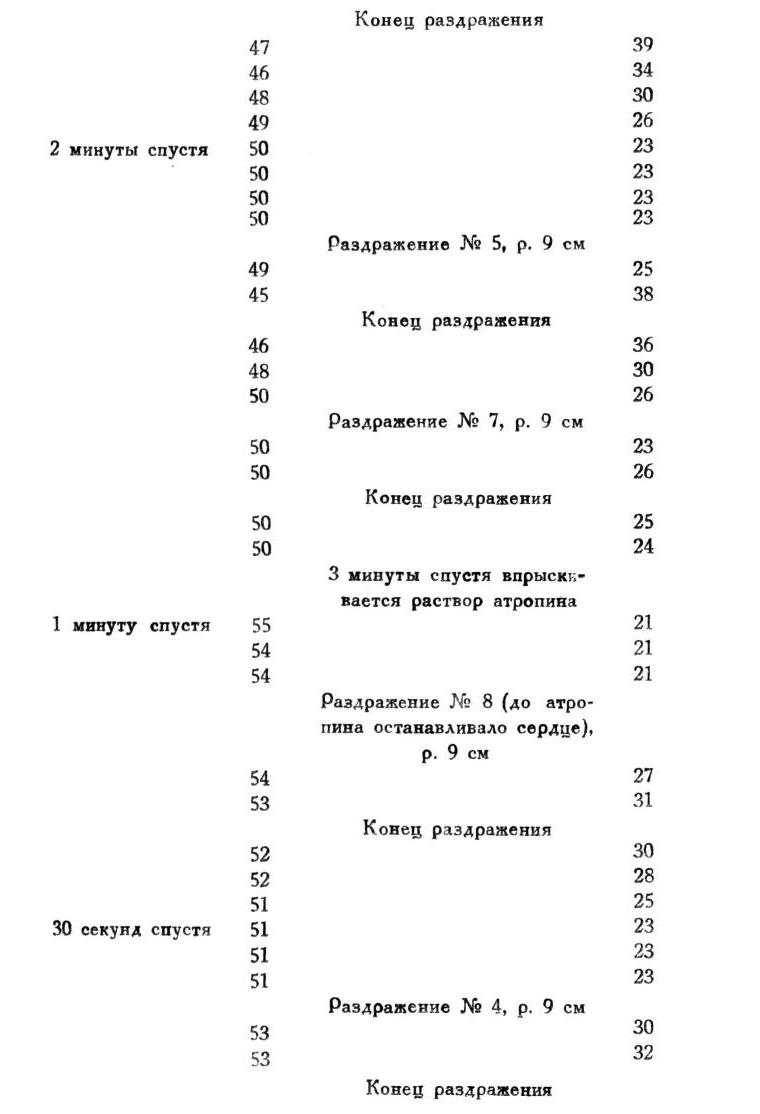 Конец раздражения
47 39
46 34
48 30
49 26
2 минуты спустя 50 23
50 23
50 23
50 23
Раздражение № 5, р. 9 см
49 25
45 38
Конец раздражения
46 36
48 30
50 26
Раздражение № 7, р. 9 см
50 23
50 26
Конец раздражения
50 25
50 24
3 минуты спустя впрыски-
вается раствор атропина
1 минуту спустя 55 21
54 21
54 21
Раздражение № 8 (до атро-
пина останавливало сердце),
р. 9 см
54 27
53 31
Конец раздражения
52 30
52 28
51 25
30 секунд спустя 51 23
51 23
51 23
Раздражение № 4, р. 9 см
53 30
53 32
Конец раздражения